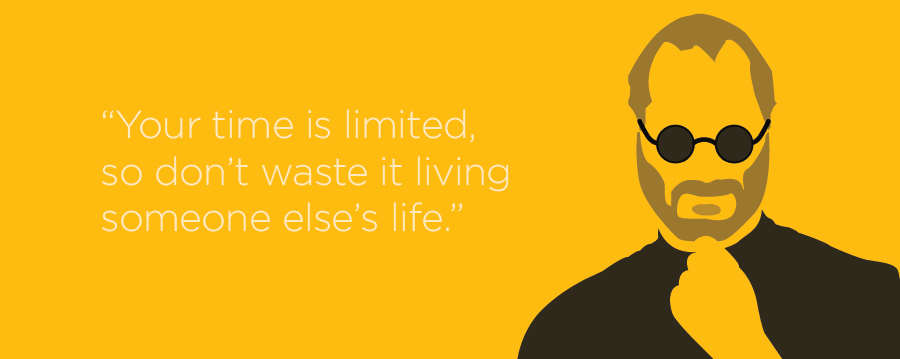 “Your time is limited,
so don’t waste it living
someone else’s life.”